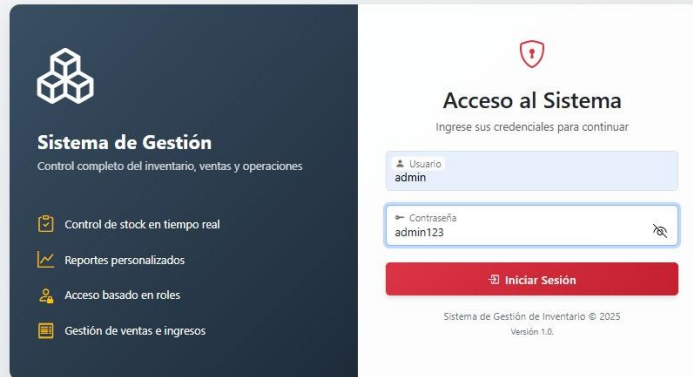 Sistema de Gestión
Control completo del inventario, ventas y operaciones
Control de stock en tiempo real
Reportes personalizados
Acceso basado en roles
Gestión de ventas e ingresos
Acceso al Sistema
Ingrese sus credenciales para continuar
Usuario
admin
Contraseña
admin123
Iniciar Sesión
Sistema de Gestión de Inventario © 2025
Versión 1.0.